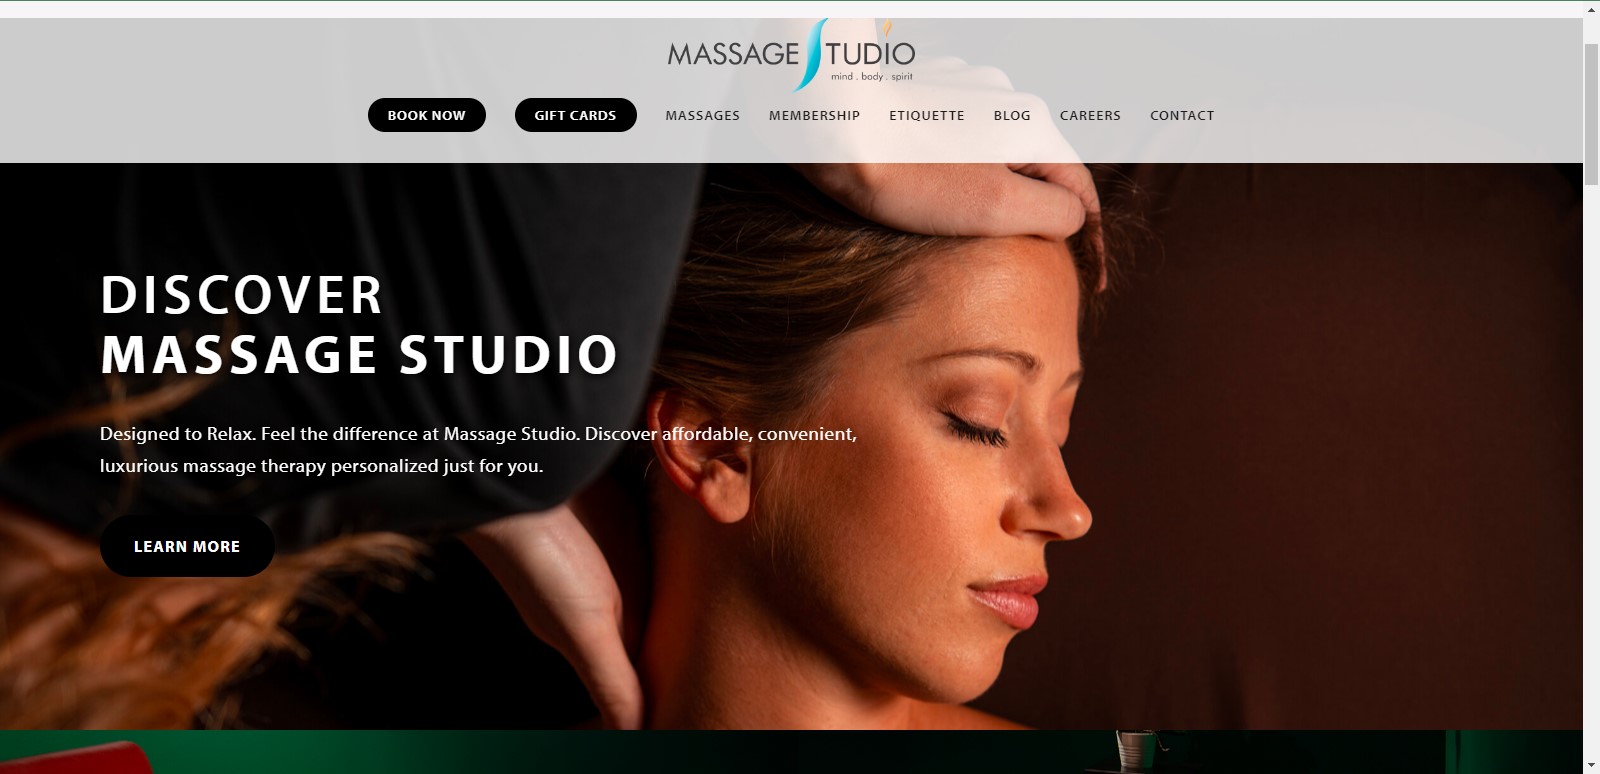 MASSAGE STUDIO
mind . body . spirit
BOOK NOW GIFT CARDS MASSAGES MEMBERSHIP ETIQUETTE BLOG CAREERS CONTACT
DISCOVER
MASSAGE STUDIO
Designed to Relax. Feel the difference at Massage Studio. Discover affordable, convenient,
luxurious massage therapy personalized just for you.
LEARN MORE